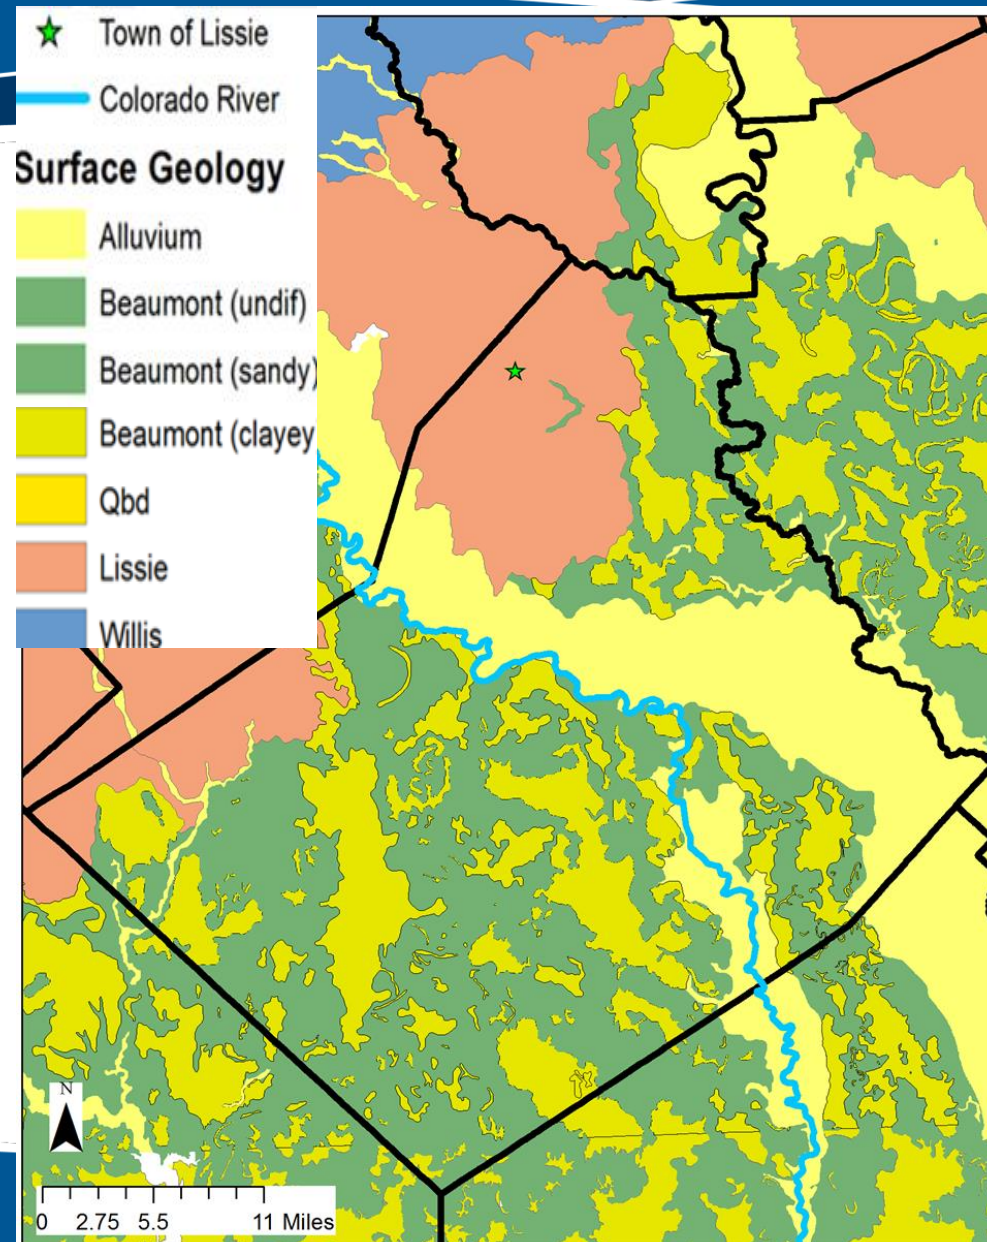 Town of Lissie
Colorado River
Surface Geology
Alluvium
Beaumont (undif)
Beaumont (sandy)
Beaumont (clayey
Qbd
Lissie
Willis
N
0 2.75 5.5 11 Miles